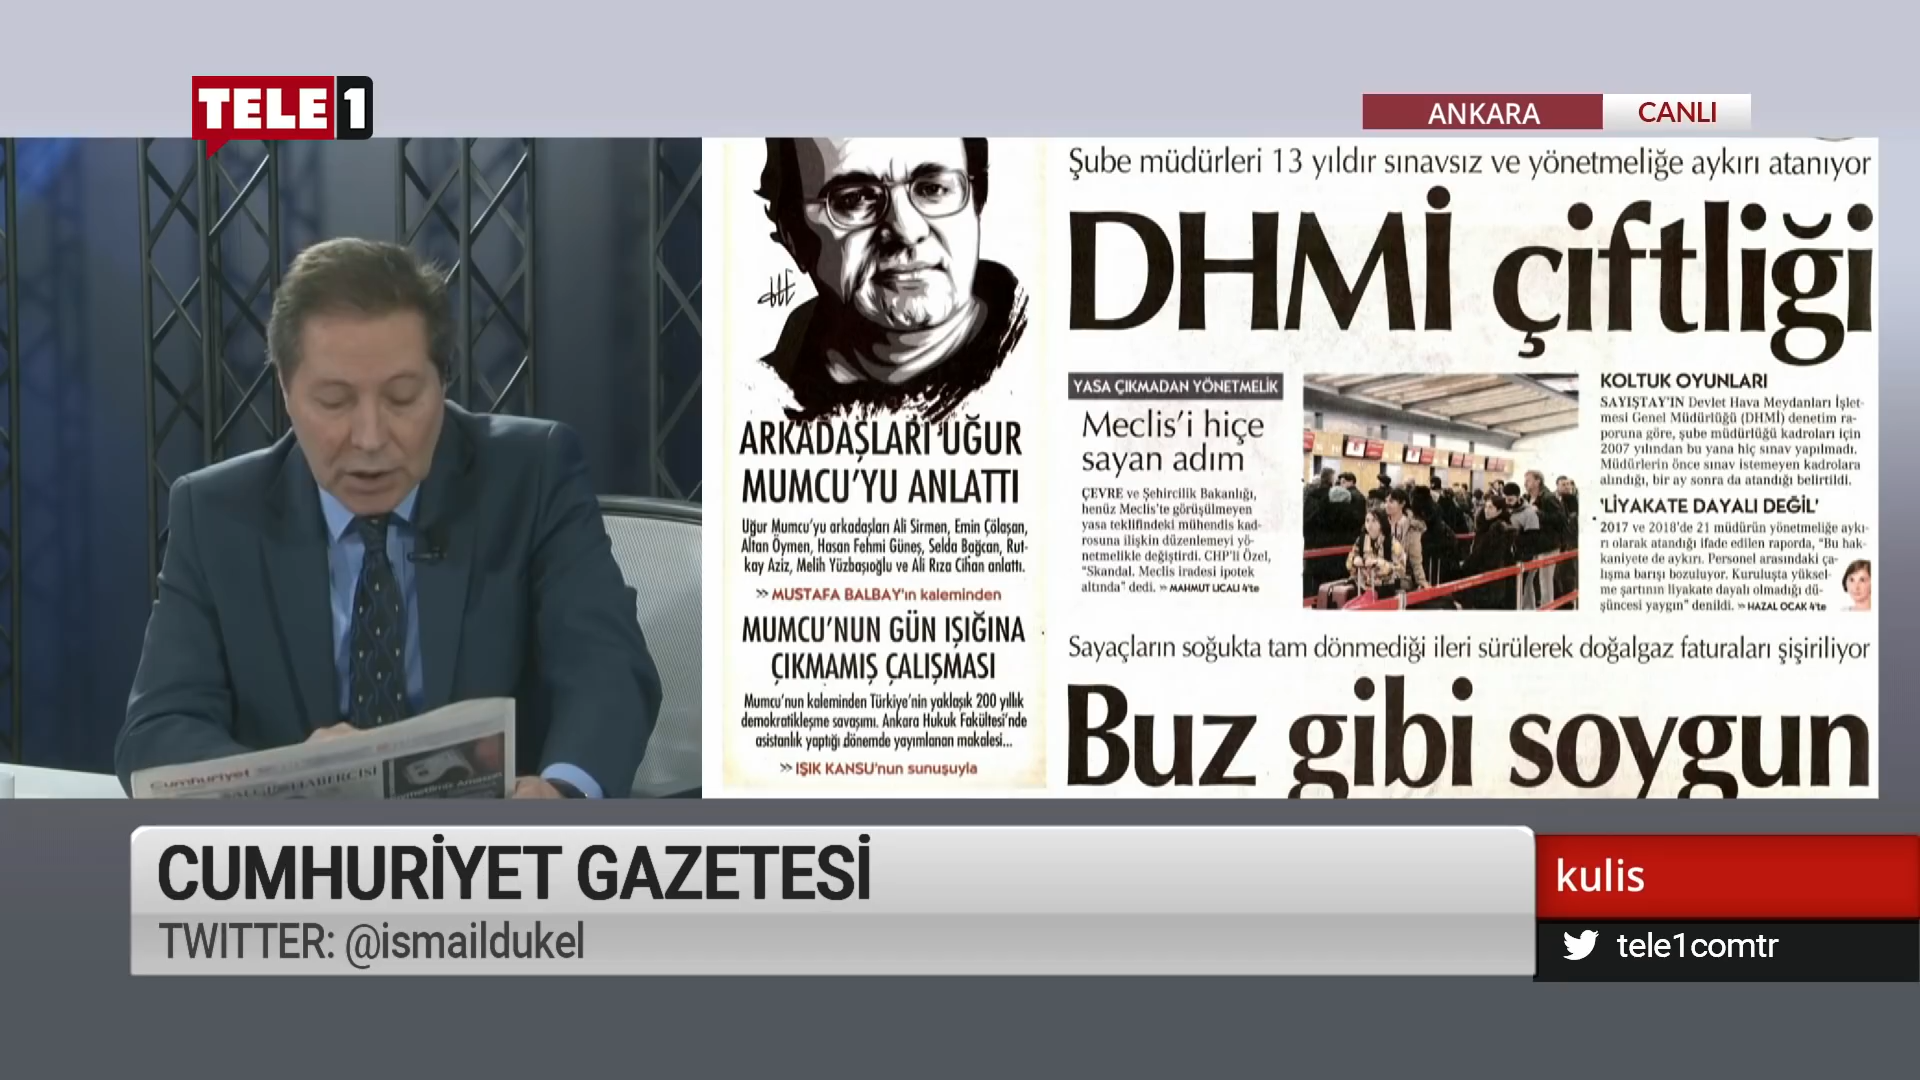 TELE1
ANKARA
CANLI
ARKADAŞLARI UĞUR
MUMCU'YU ANLATTI
Uğur Mumcu'yu arkadaşları Ali Sirmen, Emin Çölaşan,
Altan Öymen, Hasan Fehmi Güneş, Selda Bağcan, Rut-
kay Aziz, Melih Yüzbaşıoğlu ve Ali Rıza Cihan anlattı.
» MUSTAFA BALBAY'ın kaleminden
MUMCU'NUN GÜN IŞIĞINA
ÇIKMAMIŞ ÇALIŞMASI
Mumcu'nun kaleminden Türkiye'nin yaklaşık 200 yıllık
demokratikleşme savaşımı. Ankara Hukuk Fakültesi'nde
asistanlık yaptığı dönemde yayımlanan makalesi...
» IŞIK KANSU'nun sunuşuyla
Şube müdürleri 13 yıldır sınavsız ve yönetmeliğe aykırı atanıyor
DHMİ çiftliği
YASA ÇIKMADAN YÖNETMELİK
Meclis'i hiçe
sayan adım
ÇEVRE ve Şehircilik Bakanlığı,
henüz Meclis'te görüşülmeyen
yasa teklifindeki mühendis kad-
rosuna ilişkin düzenlemeyi yö-
netmelikle değiştirdi. CHP'li Özel,
"Skandal. Meclis iradesi ipotek
altında" dedi. » MAHMUT LICALI 4'te
KOLTUK OYUNLARI
SAYIŞTAY'IN Devlet Hava Meydanları İşlet-
mesi Genel Müdürlüğü (DHMİ) denetim ra-
poruna göre, şube müdürlüğü kadroları için
2007 yılından bu yana hiç sınav yapılmadı.
Müdürlerin önce sınav istemeyen kadrolara
alındığı, bir ay sonra da atandığı belirtildi.
'LİYAKATE DAYALI DEĞİL'
2017 ve 2018'de 21 müdürün yönetmeliğe aykı-
rı olarak atandığı ifade edilen raporda, "Bu hak-
kaniyete de aykırı. Personel arasındaki ça-
lışma barışı bozuluyor. Kuruluşta yüksel-
me şartının liyakate dayalı olmadığı dü-
şüncesi yaygın" denildi. » HAZAL OCAK 4'te
Sayaçların soğukta tam dönmediği ileri sürülerek doğalgaz faturaları şişiriliyor
Buz gibi soygun
Cumhuriyet
CUMHURİYET GAZETESİ
TWITTER: @ismaildukel
kulis
tele1comtr